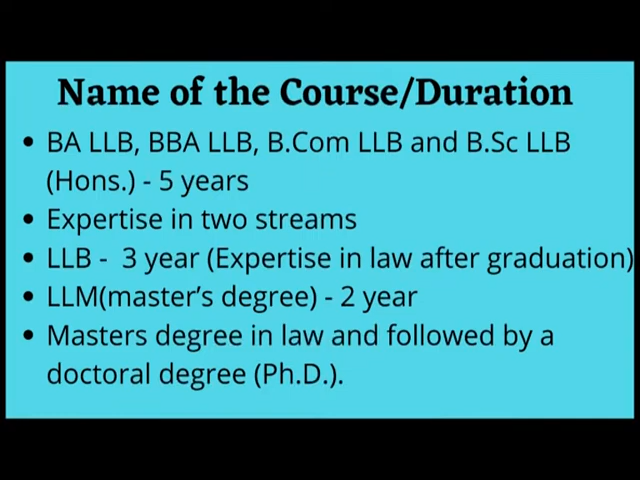 Name of the Course/Duration
• BA LLB, BBA LLB, B.Com LLB and B.Sc LLB
(Hons.) - 5 years
• Expertise in two streams
• LLB -  3 year (Expertise in law after graduation)
• LLM(master's degree) - 2 year
• Masters degree in law and followed by a
doctoral degree (Ph.D.).